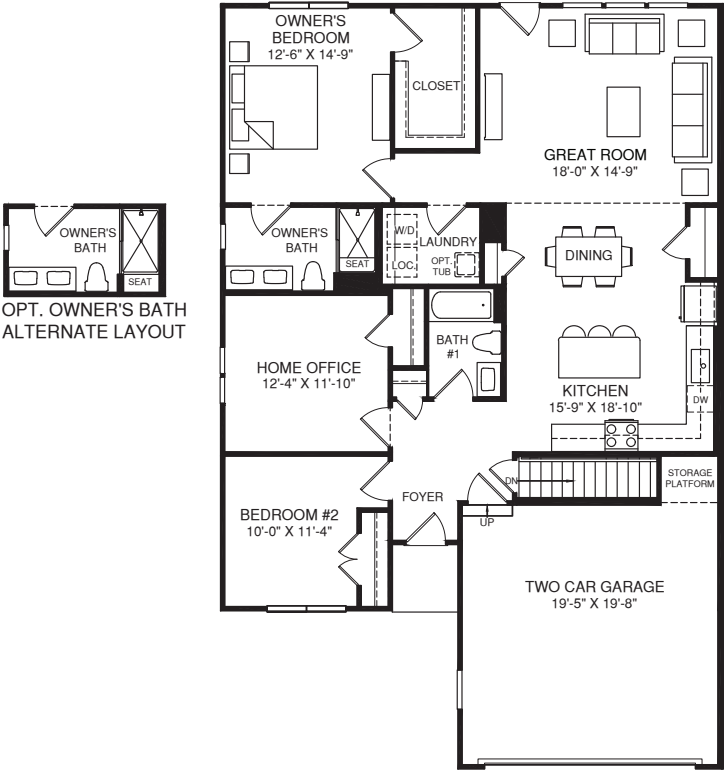 OWNER'S
BEDROOM
12'-6" X 14'-9"
CLOSET
GREAT ROOM
18'-0" X 14'-9"
OWNER'S
BATH
SEAT
OPT. OWNER'S BATH
ALTERNATE LAYOUT
OWNER'S
BATH
SEAT
W/D
LAUNDRY
LOC.
OPT.
TUB
DINING
HOME OFFICE
12'-4" X 11'-10"
BATH
#1
KITCHEN
15'-9" X 18'-10"
DW
BEDROOM #2
10'-0" X 11'-4"
FOYER
DN
UP
STORAGE
PLATFORM
TWO CAR GARAGE
19'-5" X 19'-8"